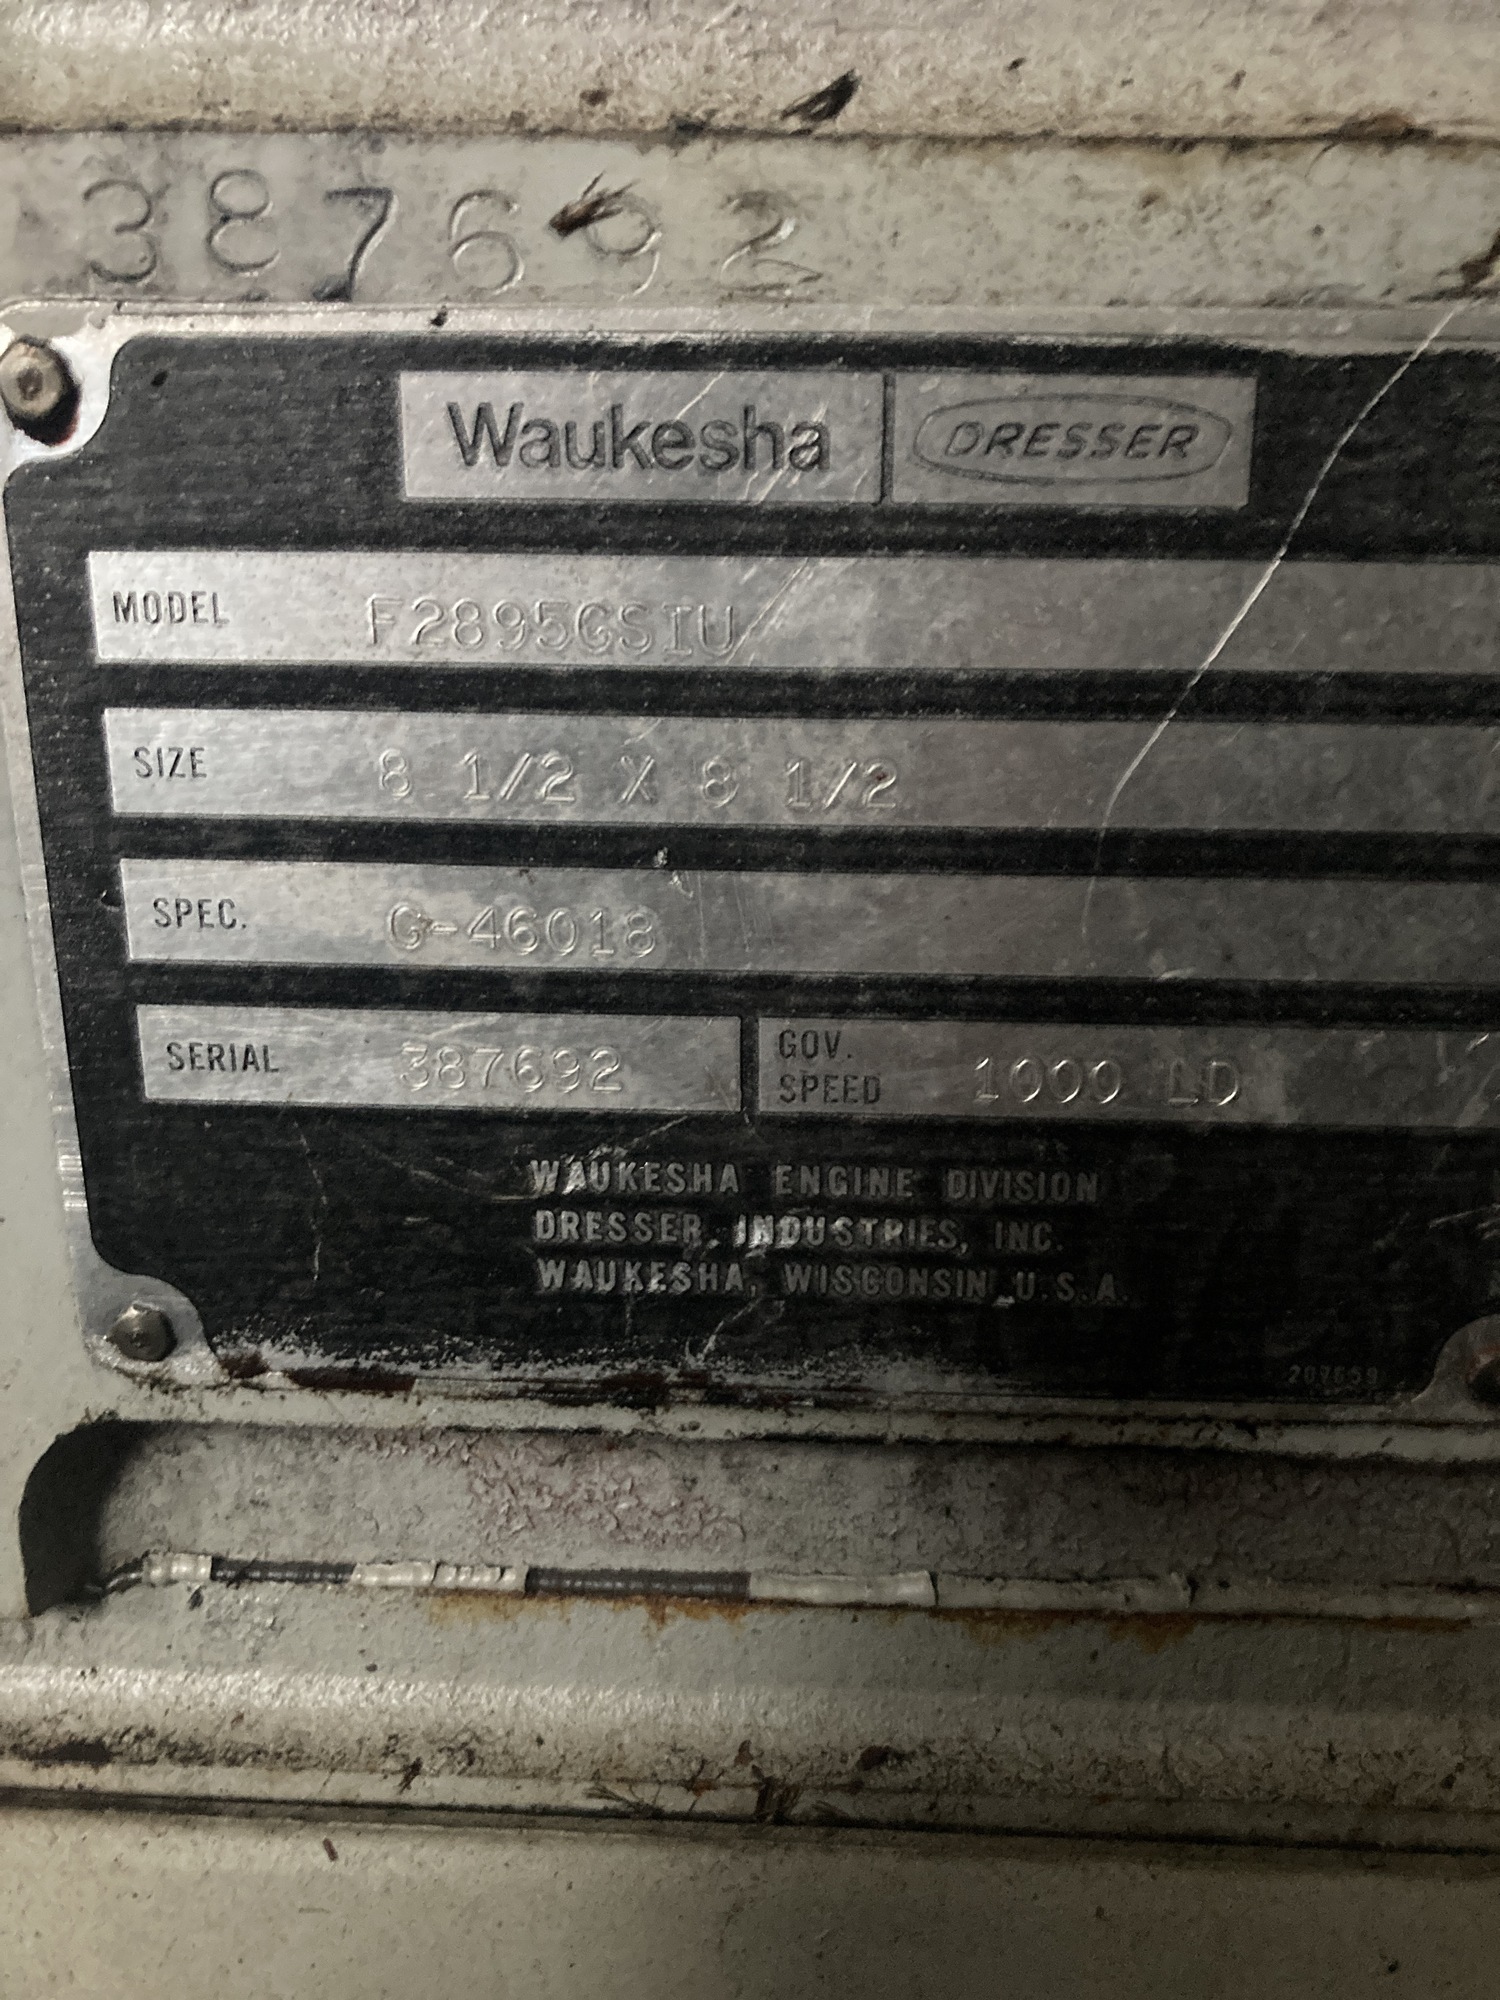 387692
Waukesha DRESSER
MODEL F2895GSIU
SIZE 8 1/2 X 8 1/2
SPEC. G-46018
SERIAL 387692 GOV. SPEED 1000 LD
WAUKESHA ENGINE DIVISION
DRESSER INDUSTRIES, INC.
WAUKESHA, WISCONSIN U.S.A.
207659